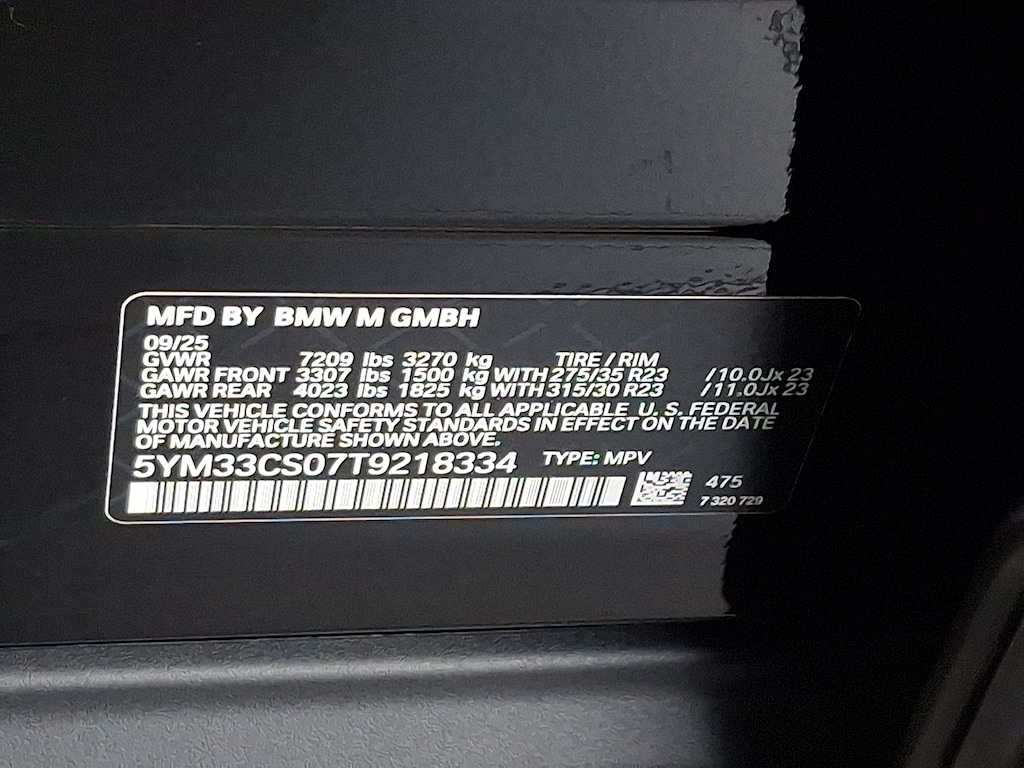 MFD BY BMW M GMBH
09/25
GVWR 7209 lbs 3270 kg TIRE / RIM
GAWR FRONT 3307 lbs 1500 kg WITH 275/35 R23 /10.0Jx 23
GAWR REAR 4023 lbs 1825 kg WITH 315/30 R23 /11.0Jx 23
THIS VEHICLE CONFORMS TO ALL APPLICABLE U. S. FEDERAL
MOTOR VEHICLE SAFETY STANDARDS IN EFFECT ON THE DATE
OF MANUFACTURE SHOWN ABOVE.
5YM33CS07T9218334 TYPE: MPV
475
7 320 729